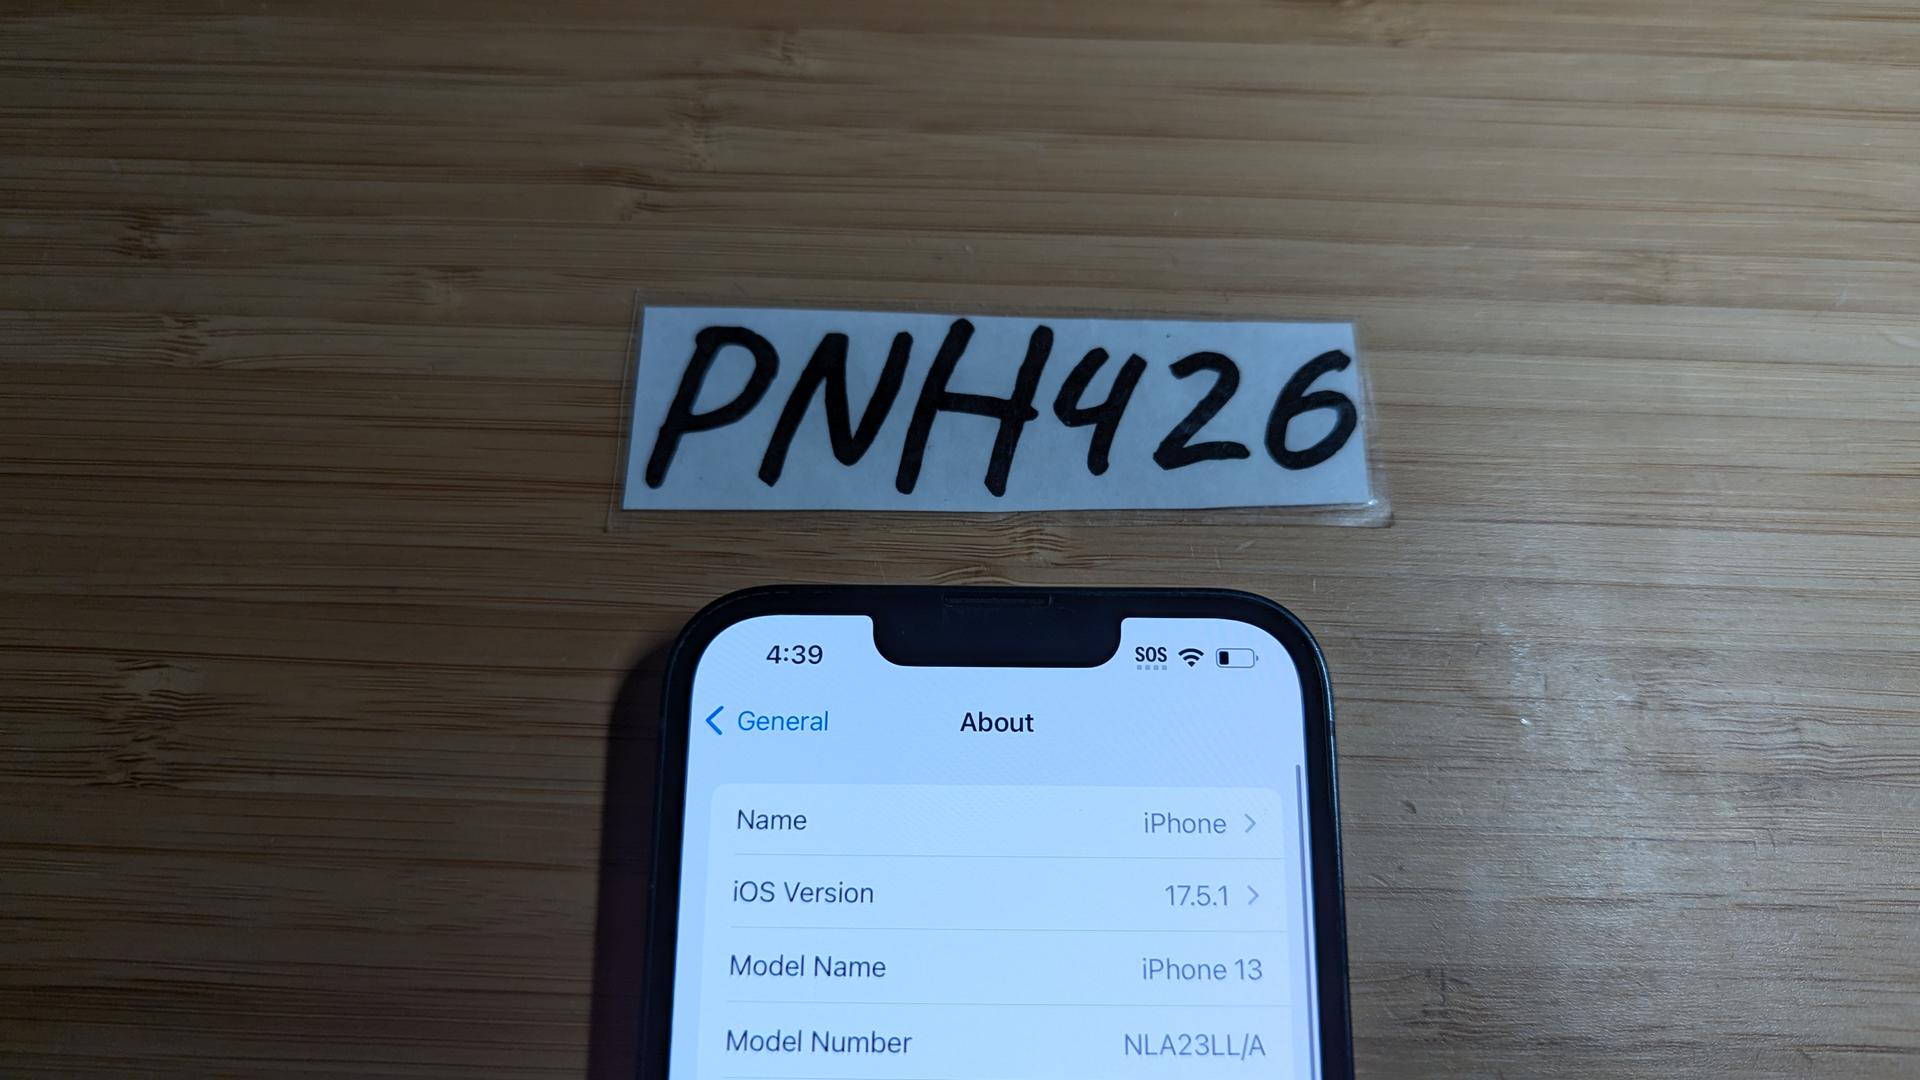 PNH426
4:39 SOS
General About
Name iPhone
iOS Version 17.5.1
Model Name iPhone 13
Model Number NLA23LL/A